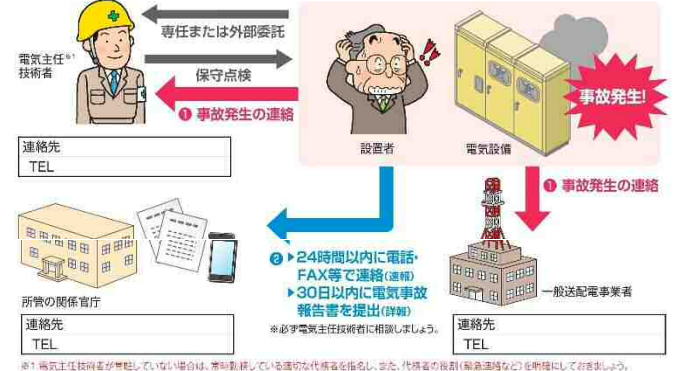 専任または外部委託
電気主任※1
技術者
保守点検
❶ 事故発生の連絡
事故発生!
設置者
電気設備
連絡先
TEL
❶ 事故発生の連絡
❷ ▶24時間以内に電話・
FAX等で連絡(速報)
▶30日以内に電気事故
報告書を提出(詳報)
※必ず電気主任技術者に相談しましょう。
所管の関係官庁
一般送配電事業者
連絡先
TEL
連絡先
TEL
※1 電気主任技術者が常駐していない場合は、常時勤務している適切な代務者を指名し、また、代務者の役割(緊急連絡など)を明確にしておきましょう。